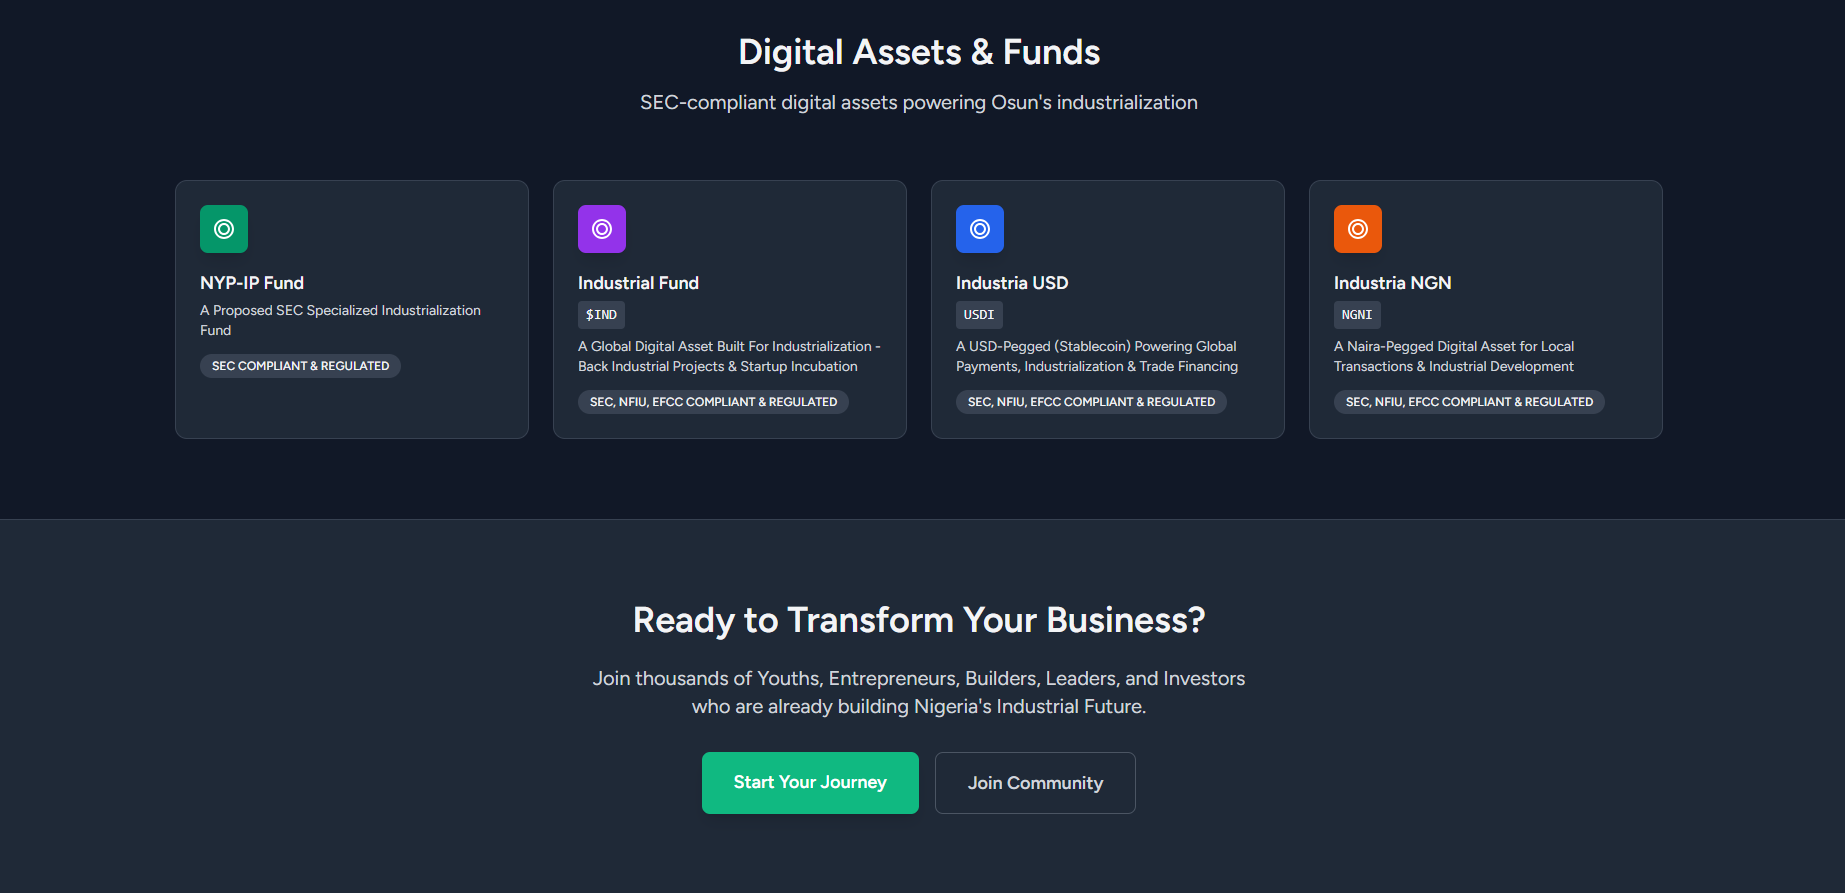 Digital Assets & Funds
SEC-compliant digital assets powering Osun's industrialization
NYP-IP Fund
A Proposed SEC Specialized Industrialization
Fund
SEC COMPLIANT & REGULATED
Industrial Fund
$IND
A Global Digital Asset Built For Industrialization -
Back Industrial Projects & Startup Incubation
SEC, NFIU, EFCC COMPLIANT & REGULATED
Industria USD
USDI
A USD-Pegged (Stablecoin) Powering Global
Payments, Industrialization & Trade Financing
SEC, NFIU, EFCC COMPLIANT & REGULATED
Industria NGN
NGNI
A Naira-Pegged Digital Asset for Local
Transactions & Industrial Development
SEC, NFIU, EFCC COMPLIANT & REGULATED
Ready to Transform Your Business?
Join thousands of Youths, Entrepreneurs, Builders, Leaders, and Investors
who are already building Nigeria's Industrial Future.
Start Your Journey
Join Community